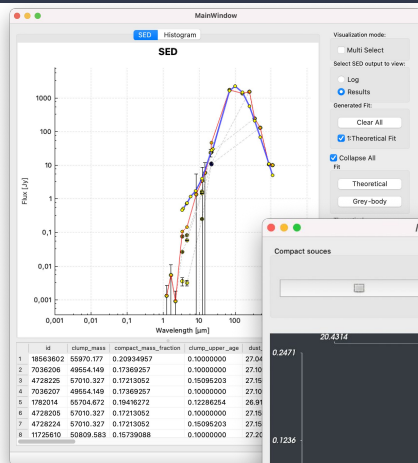 MainWindow
SED Histogram
SED
Flux [Jy]
1000
100
10
1
0,1
0,01
0,001
0,001 0,01 0,1 1 10 100
Wavelength [µm]
Visualization mode:
Multi Select
Select SED output to view:
Log
Results
Generated Fit:
Clear All
1:Theoretical Fit
Collapse All
Fit
Theoretical
Grey-body
id clump_mass compact_mass_fraction clump_upper_age dust_
1 18563602 55970.177 0.20934957 0.10000000 27.04
2 7036206 49554.149 0.17369257 0.10000000 27.10
3 4728225 57010.327 0.17213052 0.15095203 27.15
4 7036207 49554.149 0.17369257 0.10000000 27.10
5 1782014 55704.672 0.19416272 0.12286254 26.91
6 4728205 57010.327 0.17213052 0.10000000 27.15
7 4728224 57010.327 0.17213052 0.15095203 27.15
8 11725610 50809.583 0.15739088 0.10000000 27.20
Compact souces
20.4314
0.2471
0.1236